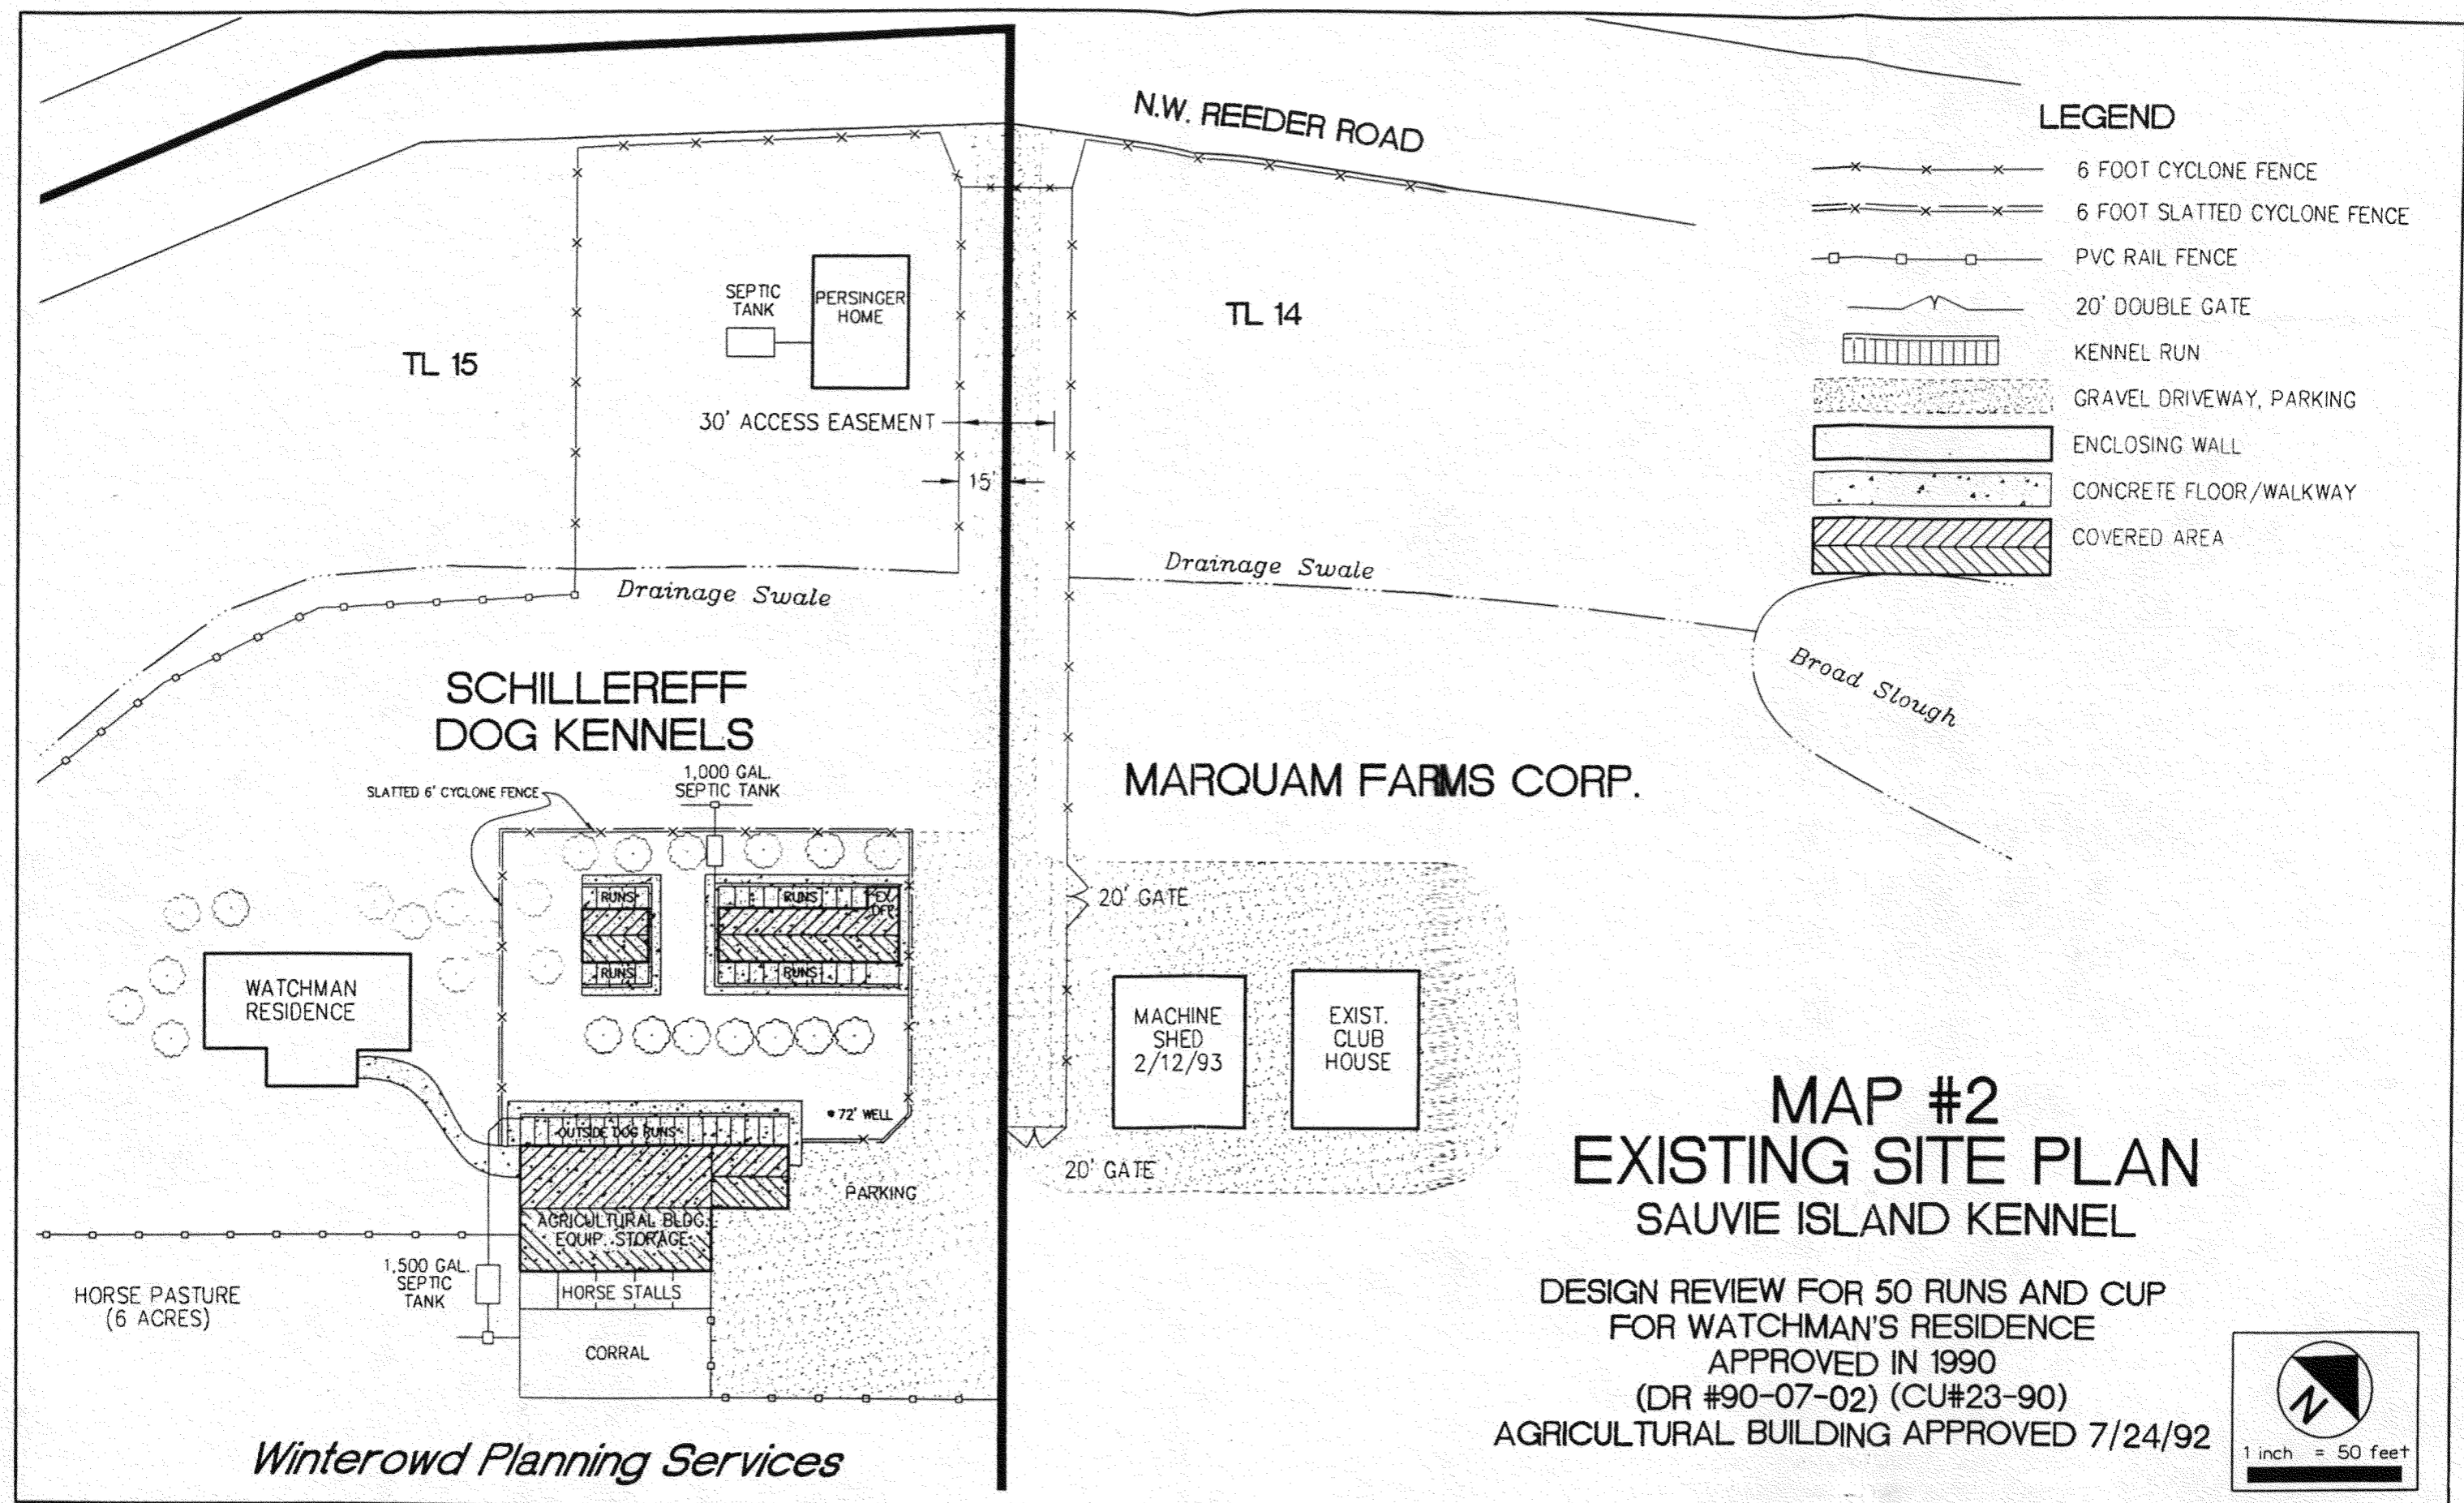 N.W. REEDER ROAD
LEGEND
6 FOOT CYCLONE FENCE
6 FOOT SLATTED CYCLONE FENCE
PVC RAIL FENCE
20' DOUBLE GATE
KENNEL RUN
GRAVEL DRIVEWAY, PARKING
ENCLOSING WALL
CONCRETE FLOOR/WALKWAY
COVERED AREA
SEPTIC
TANK
PERSINGER
HOME
TL 15
TL 14
30' ACCESS EASEMENT
15'
Drainage Swale
Drainage Swale
Broad Slough
SCHILLEREFF
DOG KENNELS
1,000 GAL.
SEPTIC TANK
SLATTED 6' CYCLONE FENCE
MARQUAM FARMS CORP.
RUNS
RUNS
RUNS
RUNS
20' GATE
WATCHMAN
RESIDENCE
MACHINE
SHED
2/12/93
EXIST.
CLUB
HOUSE
72' WELL
OUTSIDE DOG RUNS
20' GATE
PARKING
AGRICULTURAL BLDG.
EQUIP. STORAGE
1,500 GAL.
SEPTIC
TANK
HORSE STALLS
HORSE PASTURE
(6 ACRES)
CORRAL
MAP #2
EXISTING SITE PLAN
SAUVIE ISLAND KENNEL
DESIGN REVIEW FOR 50 RUNS AND CUP
FOR WATCHMAN'S RESIDENCE
APPROVED IN 1990
(DR #90-07-02) (CU#23-90)
AGRICULTURAL BUILDING APPROVED 7/24/92
Winterowd Planning Services
N
1 inch = 50 feet